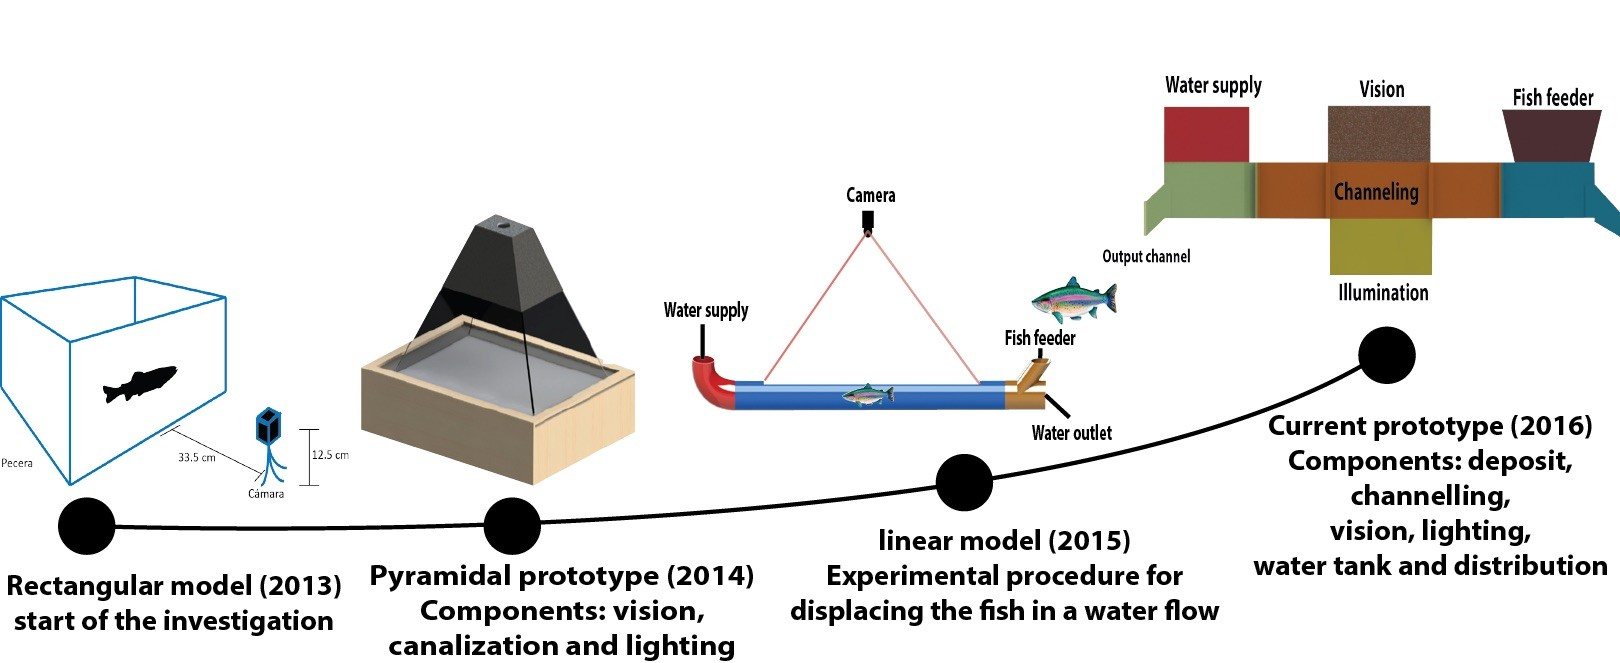 Pecera
33.5 cm
12.5 cm
Cámara
Rectangular model (2013)
start of the investigation
Pyramidal prototype (2014)
Components: vision,
canalization and lighting
Camera
Water supply
Fish feeder
Water outlet
linear model (2015)
Experimental procedure for
displacing the fish in a water flow
Water supply
Vision
Fish feeder
Channeling
Output channel
Illumination
Current prototype (2016)
Components: deposit,
channelling,
vision, lighting,
water tank and distribution